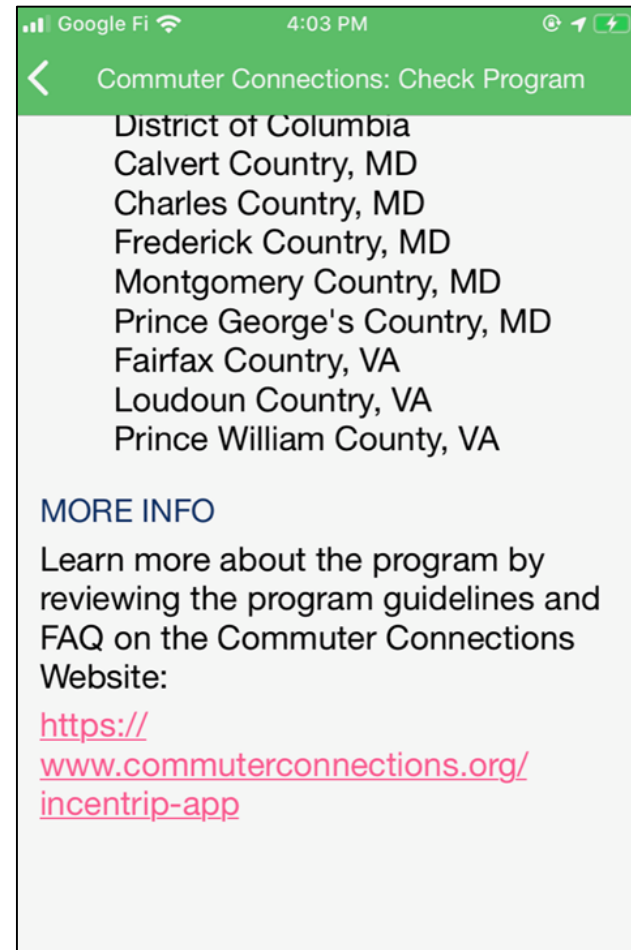 Google Fi 4:03 PM
Commuter Connections: Check Program
District of Columbia
Calvert Country, MD
Charles Country, MD
Frederick Country, MD
Montgomery Country, MD
Prince George's Country, MD
Fairfax Country, VA
Loudoun Country, VA
Prince William County, VA
MORE INFO
Learn more about the program by
reviewing the program guidelines and
FAQ on the Commuter Connections
Website:
https://
www.commuterconnections.org/
incentrip-app